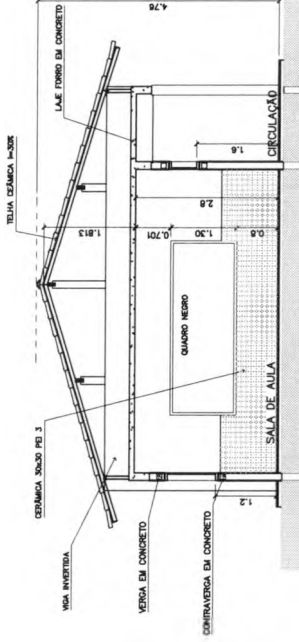 TELHA CERÂMICA I=30%
LAJE FORRO EM CONCRETO
CERÂMICA 30x30 PEI 3
VIGA INVERTIDA
VERGA EM CONCRETO
CONTRAVERGA EM CONCRETO
QUADRO NEGRO
SALA DE AULA
CIRCULAÇÃO
4.76
1.813
0.701
2.8
1.30
0.8
1.6
1.2